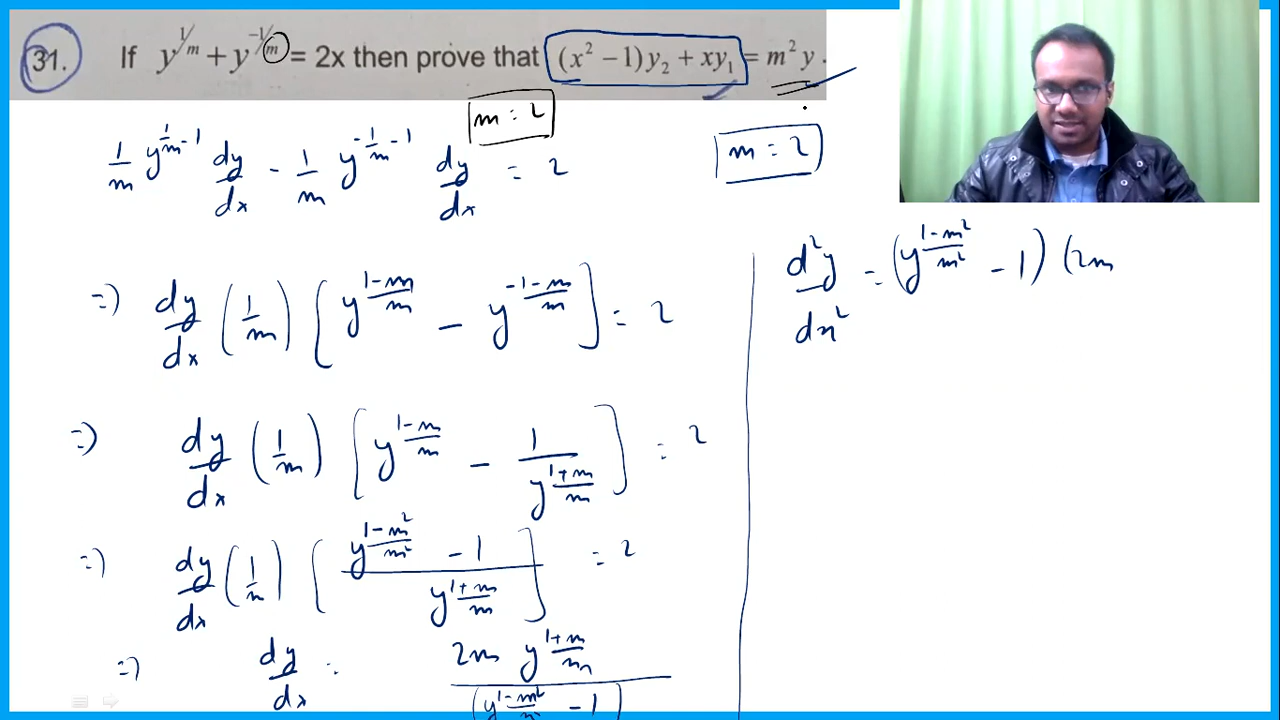 31. If y^{1/m} + y^{-1/m} = 2x then prove that (x² − 1)y₂ + xy₁ = m²y.
m = 2
m = 2
1/m y^{1/m - 1} dy/dx - 1/m y^{-1/m - 1} dy/dx = 2
=) dy/dx (1/m) [y^{(1-m)/m} - y^{(-1-m)/m}] = 2
=) dy/dx (1/m) [y^{(1-m)/m} - 1/y^{(1+m)/m}] = 2
=) dy/dx (1/m) [(y^{(1-m²)/m²} - 1)/y^{(1+m)/m}] = 2
=) dy/dx = 2m y^{(1+m)/m} / (y^{(1-m²)/m²} - 1)
d²y/dx² = (y^{(1-m²)/m²} - 1) (2m